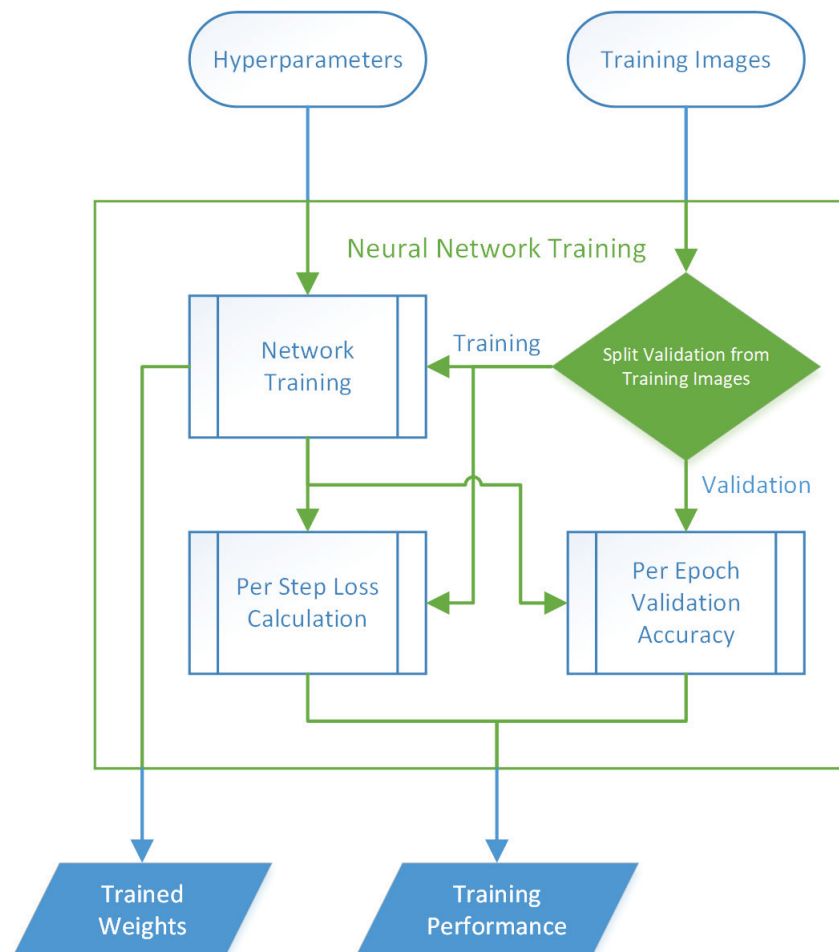 Hyperparameters
Training Images
Neural Network Training
Network
Training
Training
Split Validation from
Training Images
Validation
Per Step Loss
Calculation
Per Epoch
Validation
Accuracy
Trained
Weights
Training
Performance